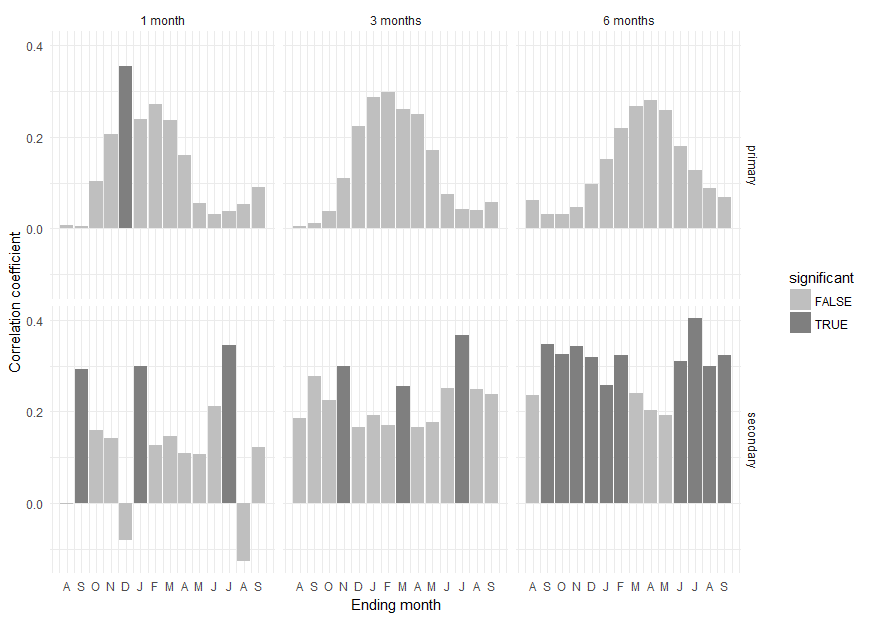 1 month 3 months 6 months
0.4
0.2
0.0
primary
Correlation coefficient
0.4
0.2
0.0
secondary
A S O N D J F M A M J J A S A S O N D J F M A M J J A S A S O N D J F M A M J J A S
Ending month
significant
FALSE
TRUE